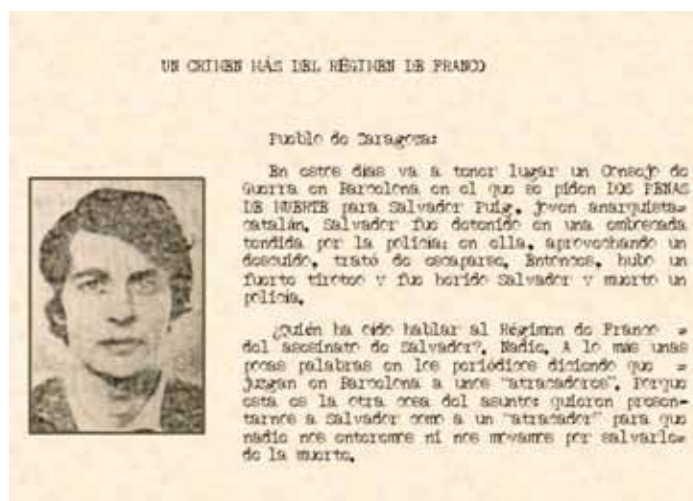 UN CRIMEN MÁS DEL RÉGIMEN DE FRANCO
Pueblo de Zaragoza:
En estos dias va a tener lugar un Consejo de
Guerra en Barcelona en el que se piden DOS PENAS
DE MUERTE para Salvador Puig, joven anarquista=
catalán, Salvador fue detenido en una emboscada
tendida por la policia; en ella, aprovechando un
descuido, trató de escaparse, Entonces, hubo un
fuerte tiroteo y fue herido Salvador y muerto un
policia,
¿Quién ha oido hablar al Régimen de Franco =
del asesinato de Salvador?, Nadie, A lo mas unas
pocas palabras en los periódicos diciendo que =
juzgan en Barcelona a unos "atracadores", Porque
esta es la otra cosa del asunto: quieren presen-
tarnos a Salvador como a un "atracador" para que
nadie nos enteremos ni nos movamos por salvarle=
de la muerte,